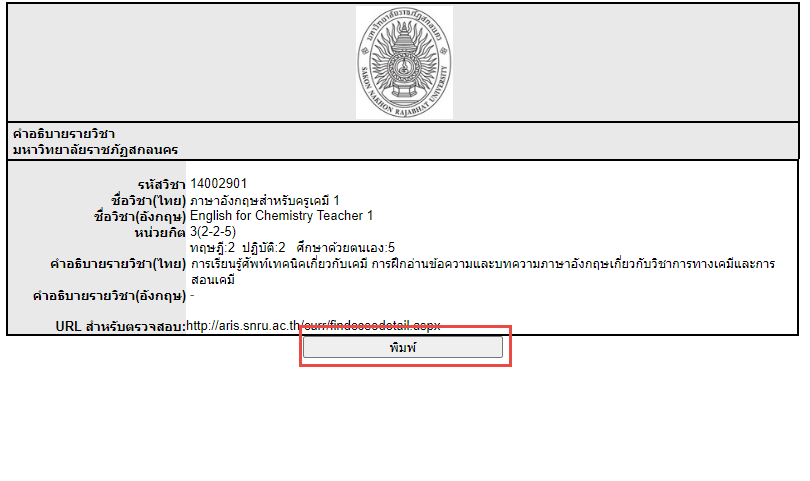 มหาวิทยาลัยราชภัฏสกลนคร
SAKON NAKHON RAJABHAT UNIVERSITY
คำอธิบายรายวิชา
มหาวิทยาลัยราชภัฏสกลนคร
รหัสวิชา 14002901
ชื่อวิชา(ไทย) ภาษาอังกฤษสำหรับครูเคมี 1
ชื่อวิชา(อังกฤษ) English for Chemistry Teacher 1
หน่วยกิต 3(2-2-5)
ทฤษฎี:2 ปฏิบัติ:2 ศึกษาด้วยตนเอง:5
คำอธิบายรายวิชา(ไทย) การเรียนรู้ศัพท์เทคนิคเกี่ยวกับเคมี การฝึกอ่านข้อความและบทความภาษาอังกฤษเกี่ยวกับวิชาการทางเคมีและการ
สอนเคมี
คำอธิบายรายวิชา(อังกฤษ) -
URL สำหรับตรวจสอบ:http://aris.snru.ac.th/curr/findcosedetail.aspx
พิมพ์